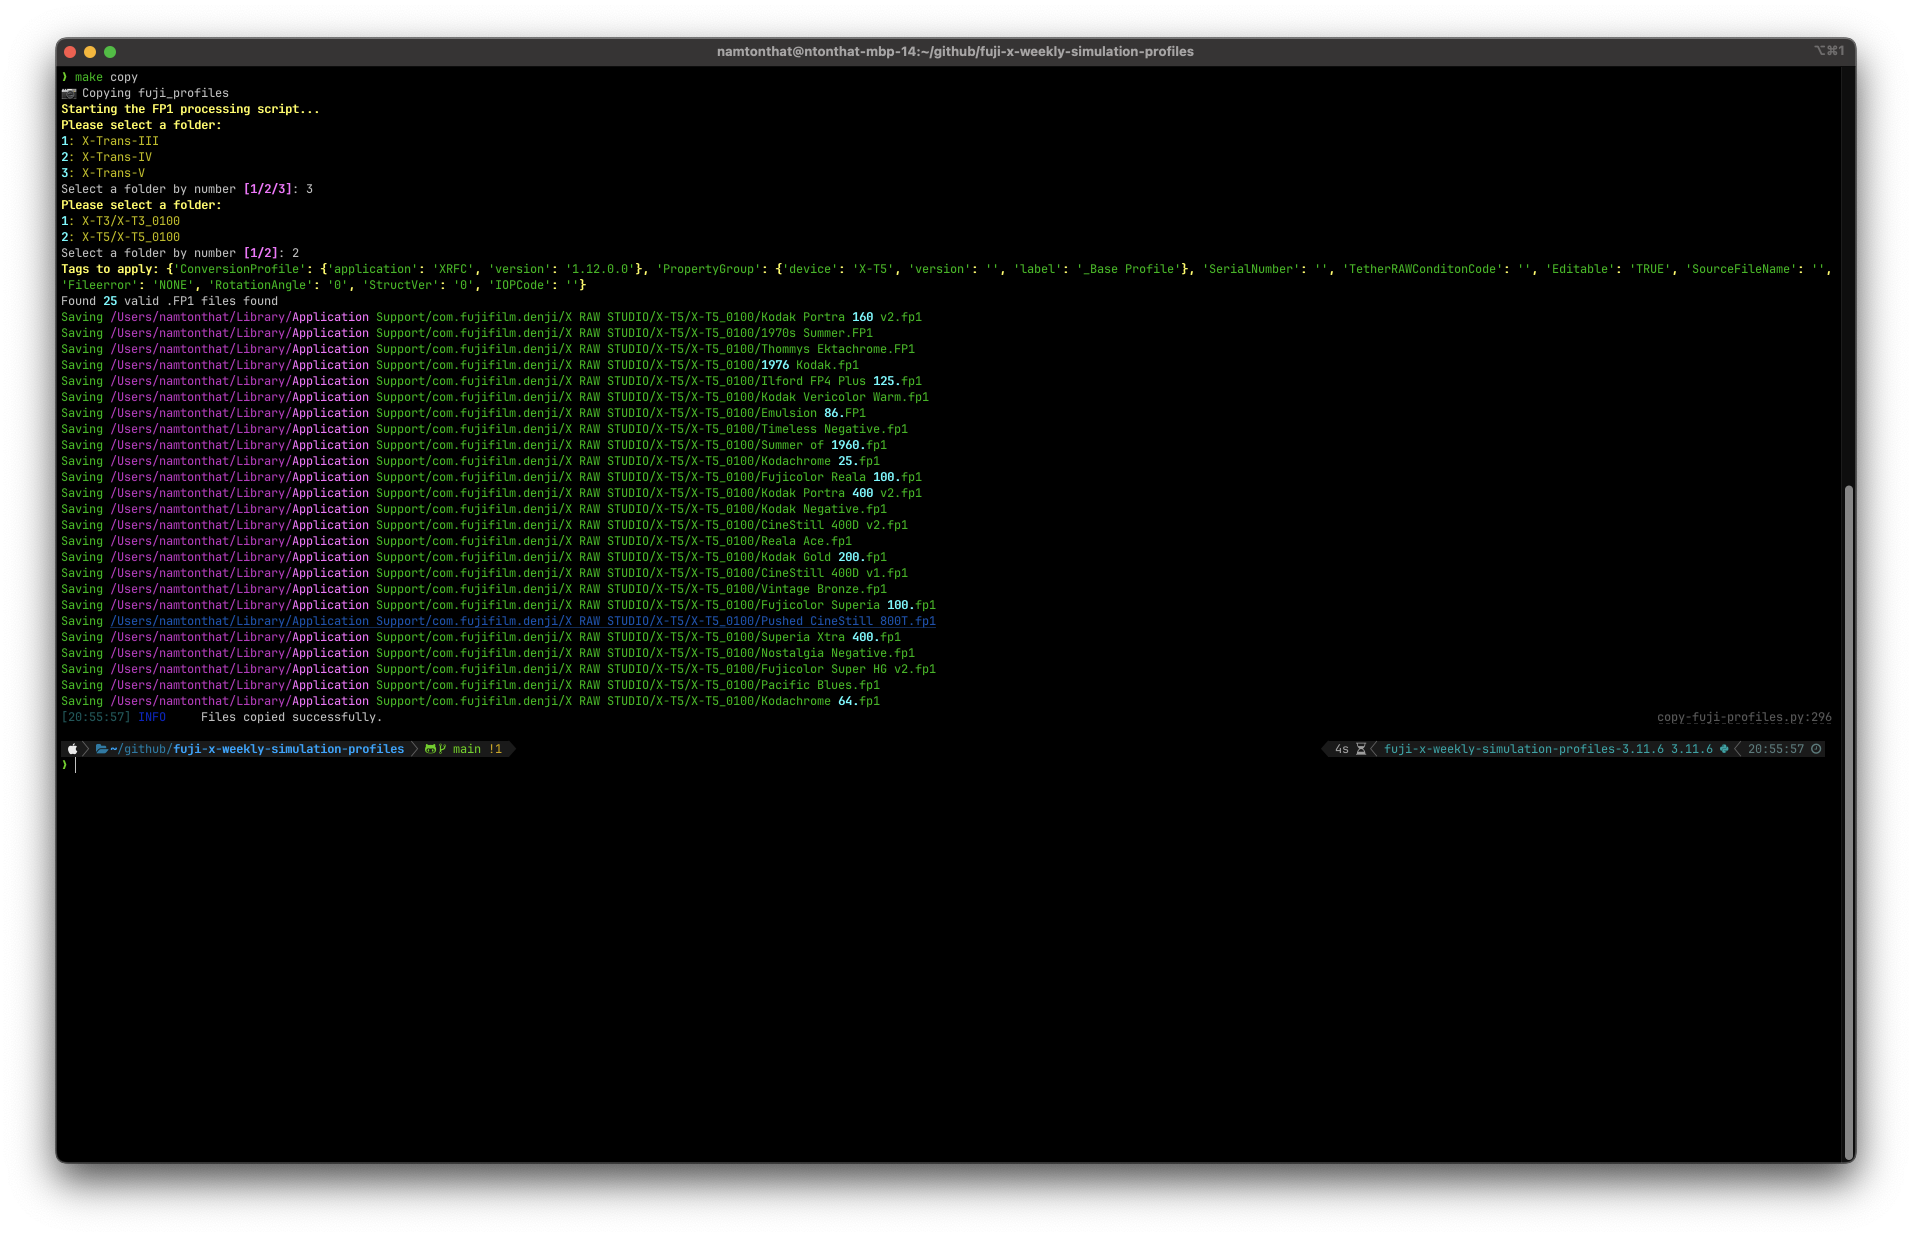 namtonthat@ntonthat-mbp-14:~/github/fuji-x-weekly-simulation-profiles
⌥⌘1
❯ make copy
📷 Copying fuji_profiles
Starting the FP1 processing script...
Please select a folder:
1: X-Trans-III
2: X-Trans-IV
3: X-Trans-V
Select a folder by number [1/2/3]: 3
Please select a folder:
1: X-T3/X-T3_0100
2: X-T5/X-T5_0100
Select a folder by number [1/2]: 2
Tags to apply: {'ConversionProfile': {'application': 'XRFC', 'version': '1.12.0.0'}, 'PropertyGroup': {'device': 'X-T5', 'version': '', 'label': '_Base Profile'}, 'SerialNumber': '', 'TetherRAWConditonCode': '', 'Editable': 'TRUE', 'SourceFileName': '',
'Fileerror': 'NONE', 'RotationAngle': '0', 'StructVer': '0', 'IOPCode': ''}
Found 25 valid .FP1 files found
Saving /Users/namtonthat/Library/Application Support/com.fujifilm.denji/X RAW STUDIO/X-T5/X-T5_0100/Kodak Portra 160 v2.fp1
Saving /Users/namtonthat/Library/Application Support/com.fujifilm.denji/X RAW STUDIO/X-T5/X-T5_0100/1970s Summer.FP1
Saving /Users/namtonthat/Library/Application Support/com.fujifilm.denji/X RAW STUDIO/X-T5/X-T5_0100/Thommys Ektachrome.FP1
Saving /Users/namtonthat/Library/Application Support/com.fujifilm.denji/X RAW STUDIO/X-T5/X-T5_0100/1976 Kodak.fp1
Saving /Users/namtonthat/Library/Application Support/com.fujifilm.denji/X RAW STUDIO/X-T5/X-T5_0100/Ilford FP4 Plus 125.fp1
Saving /Users/namtonthat/Library/Application Support/com.fujifilm.denji/X RAW STUDIO/X-T5/X-T5_0100/Kodak Vericolor Warm.fp1
Saving /Users/namtonthat/Library/Application Support/com.fujifilm.denji/X RAW STUDIO/X-T5/X-T5_0100/Emulsion 86.FP1
Saving /Users/namtonthat/Library/Application Support/com.fujifilm.denji/X RAW STUDIO/X-T5/X-T5_0100/Timeless Negative.fp1
Saving /Users/namtonthat/Library/Application Support/com.fujifilm.denji/X RAW STUDIO/X-T5/X-T5_0100/Summer of 1960.fp1
Saving /Users/namtonthat/Library/Application Support/com.fujifilm.denji/X RAW STUDIO/X-T5/X-T5_0100/Kodachrome 25.fp1
Saving /Users/namtonthat/Library/Application Support/com.fujifilm.denji/X RAW STUDIO/X-T5/X-T5_0100/Fujicolor Reala 100.fp1
Saving /Users/namtonthat/Library/Application Support/com.fujifilm.denji/X RAW STUDIO/X-T5/X-T5_0100/Kodak Portra 400 v2.fp1
Saving /Users/namtonthat/Library/Application Support/com.fujifilm.denji/X RAW STUDIO/X-T5/X-T5_0100/Kodak Negative.fp1
Saving /Users/namtonthat/Library/Application Support/com.fujifilm.denji/X RAW STUDIO/X-T5/X-T5_0100/CineStill 400D v2.fp1
Saving /Users/namtonthat/Library/Application Support/com.fujifilm.denji/X RAW STUDIO/X-T5/X-T5_0100/Reala Ace.fp1
Saving /Users/namtonthat/Library/Application Support/com.fujifilm.denji/X RAW STUDIO/X-T5/X-T5_0100/Kodak Gold 200.fp1
Saving /Users/namtonthat/Library/Application Support/com.fujifilm.denji/X RAW STUDIO/X-T5/X-T5_0100/CineStill 400D v1.fp1
Saving /Users/namtonthat/Library/Application Support/com.fujifilm.denji/X RAW STUDIO/X-T5/X-T5_0100/Vintage Bronze.fp1
Saving /Users/namtonthat/Library/Application Support/com.fujifilm.denji/X RAW STUDIO/X-T5/X-T5_0100/Fujicolor Superia 100.fp1
Saving /Users/namtonthat/Library/Application Support/com.fujifilm.denji/X RAW STUDIO/X-T5/X-T5_0100/Pushed CineStill 800T.fp1
Saving /Users/namtonthat/Library/Application Support/com.fujifilm.denji/X RAW STUDIO/X-T5/X-T5_0100/Superia Xtra 400.fp1
Saving /Users/namtonthat/Library/Application Support/com.fujifilm.denji/X RAW STUDIO/X-T5/X-T5_0100/Nostalgia Negative.fp1
Saving /Users/namtonthat/Library/Application Support/com.fujifilm.denji/X RAW STUDIO/X-T5/X-T5_0100/Fujicolor Super HG v2.fp1
Saving /Users/namtonthat/Library/Application Support/com.fujifilm.denji/X RAW STUDIO/X-T5/X-T5_0100/Pacific Blues.fp1
Saving /Users/namtonthat/Library/Application Support/com.fujifilm.denji/X RAW STUDIO/X-T5/X-T5_0100/Kodachrome 64.fp1
[20:55:57] INFO Files copied successfully. copy-fuji-profiles.py:296
~/github/fuji-x-weekly-simulation-profiles main !1 4s fuji-x-weekly-simulation-profiles-3.11.6 3.11.6 20:55:57
❯